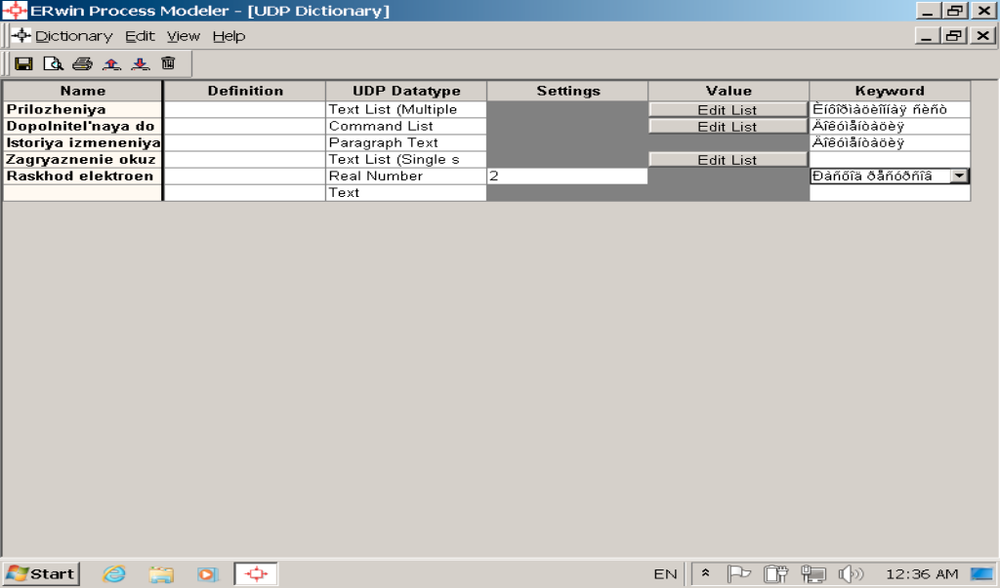 ERwin Process Modeler - [UDP Dictionary]
Dictionary Edit View Help
Name Definition UDP Datatype Settings Value Keyword
Prilozheniya Text List (Multiple Edit List Èíôîðìàöèîííàÿ ñèñò
Dopolnitel'naya do Command List Edit List Äîêóìåíòàöèÿ
Istoriya izmeneniya Paragraph Text Äîêóìåíòàöèÿ
Zagryaznenie okuz Text List (Single s Edit List
Raskhod elektroen Real Number 2 Ðàñõîä ðåñóðñîâ
Text
Start EN 12:36 AM